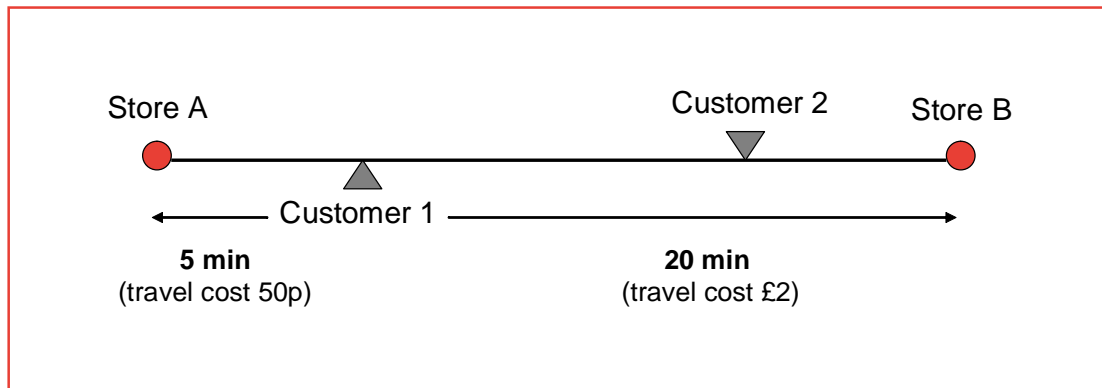 Store A
Customer 2
Store B
Customer 1
5 min
(travel cost 50p)
20 min
(travel cost £2)